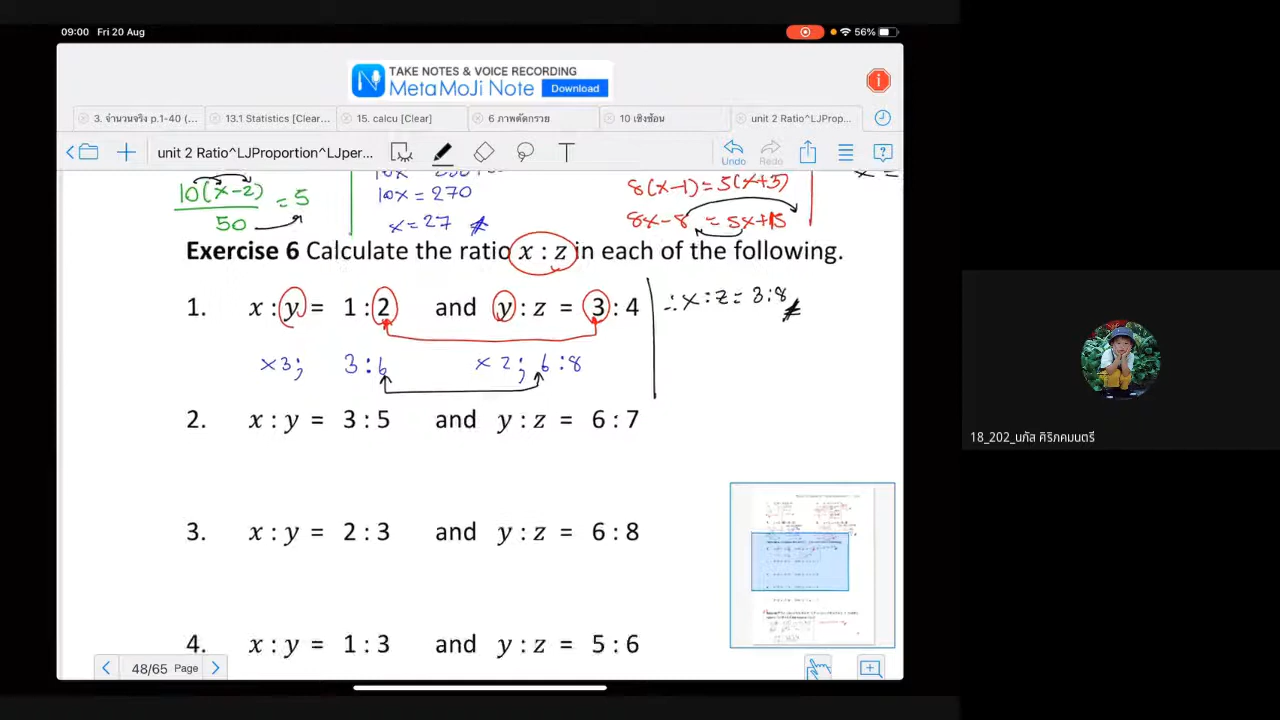 09:00 Fri 20 Aug
56%
TAKE NOTES & VOICE RECORDING
MetaMoJi Note
Download
3. จำนวนจริง p.1-40 (...
13.1 Statistics [Clear...
15. calcu [Clear]
6 ภาพตัดกรวย
10 เชิงซ้อน
unit 2 Ratio^LJPropor...
unit 2 Ratio^LJProportion^LJper...
Undo
Redo
10(x-2)
50
= 5
10x = 270
x = 27
8(x-1) = 5(x+3)
8x-8 = 5x+15
x =
Exercise 6 Calculate the ratio x : z in each of the following.
1. x : y = 1 : 2 and y : z = 3 : 4
∴ x : z = 3 : 8
×3; 3 : 6 ×2; 6 : 8
2. x : y = 3 : 5 and y : z = 6 : 7
3. x : y = 2 : 3 and y : z = 6 : 8
4. x : y = 1 : 3 and y : z = 5 : 6
48/65 Page
18_202_นภัส ศิริภคมนตรี